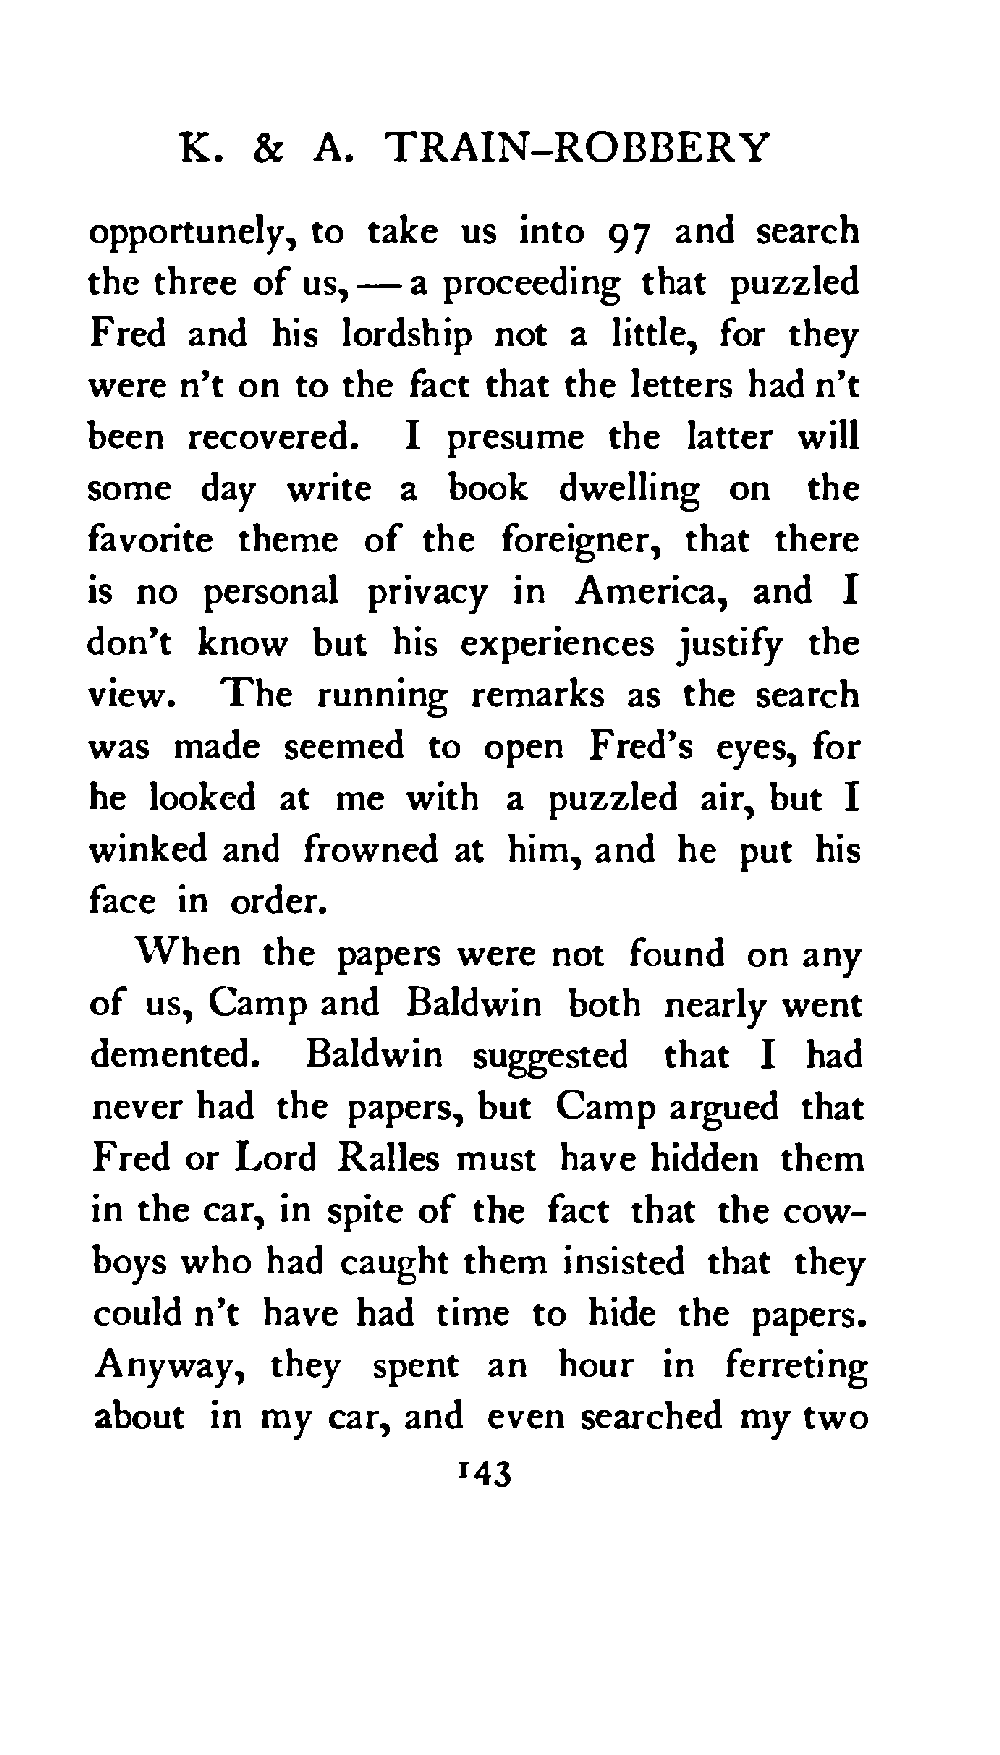 K. & A. TRAIN-ROBBERY
opportunely, to take us into 97 and search
the three of us, — a proceeding that puzzled
Fred and his lordship not a little, for they
were n't on to the fact that the letters had n't
been recovered. I presume the latter will
some day write a book dwelling on the
favorite theme of the foreigner, that there
is no personal privacy in America, and I
don't know but his experiences justify the
view. The running remarks as the search
was made seemed to open Fred's eyes, for
he looked at me with a puzzled air, but I
winked and frowned at him, and he put his
face in order.
When the papers were not found on any
of us, Camp and Baldwin both nearly went
demented. Baldwin suggested that I had
never had the papers, but Camp argued that
Fred or Lord Ralles must have hidden them
in the car, in spite of the fact that the cow-
boys who had caught them insisted that they
could n't have had time to hide the papers.
Anyway, they spent an hour in ferreting
about in my car, and even searched my two
143